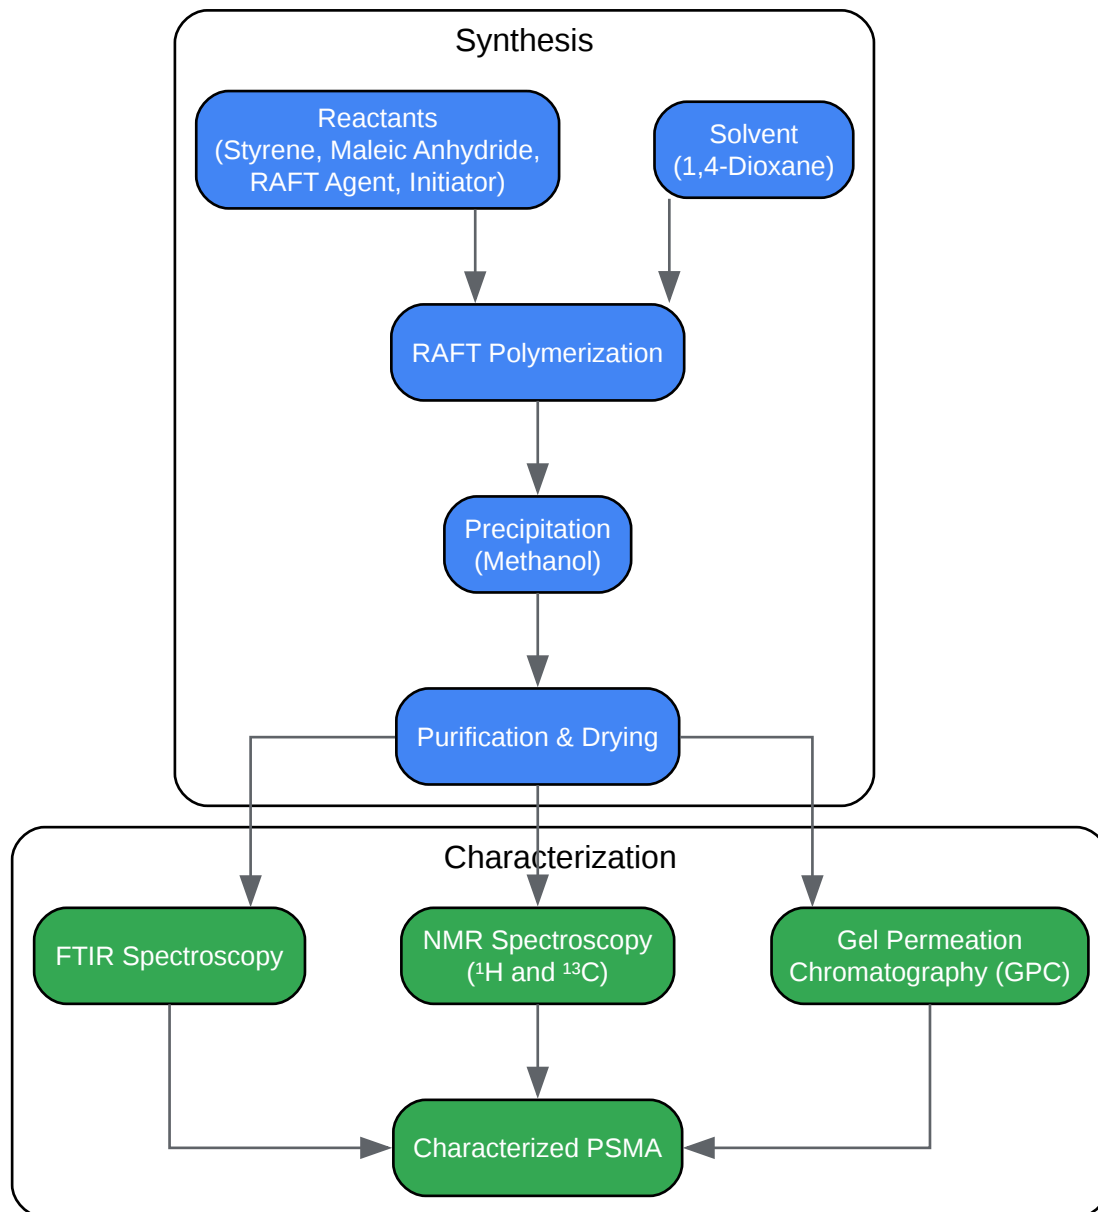 Synthesis
Reactants
(Styrene, Maleic Anhydride,
RAFT Agent, Initiator)
Solvent
(1,4-Dioxane)
RAFT Polymerization
Precipitation
(Methanol)
Purification & Drying
Characterization
FTIR Spectroscopy
NMR Spectroscopy
(¹H and ¹³C)
Gel Permeation
Chromatography (GPC)
Characterized PSMA